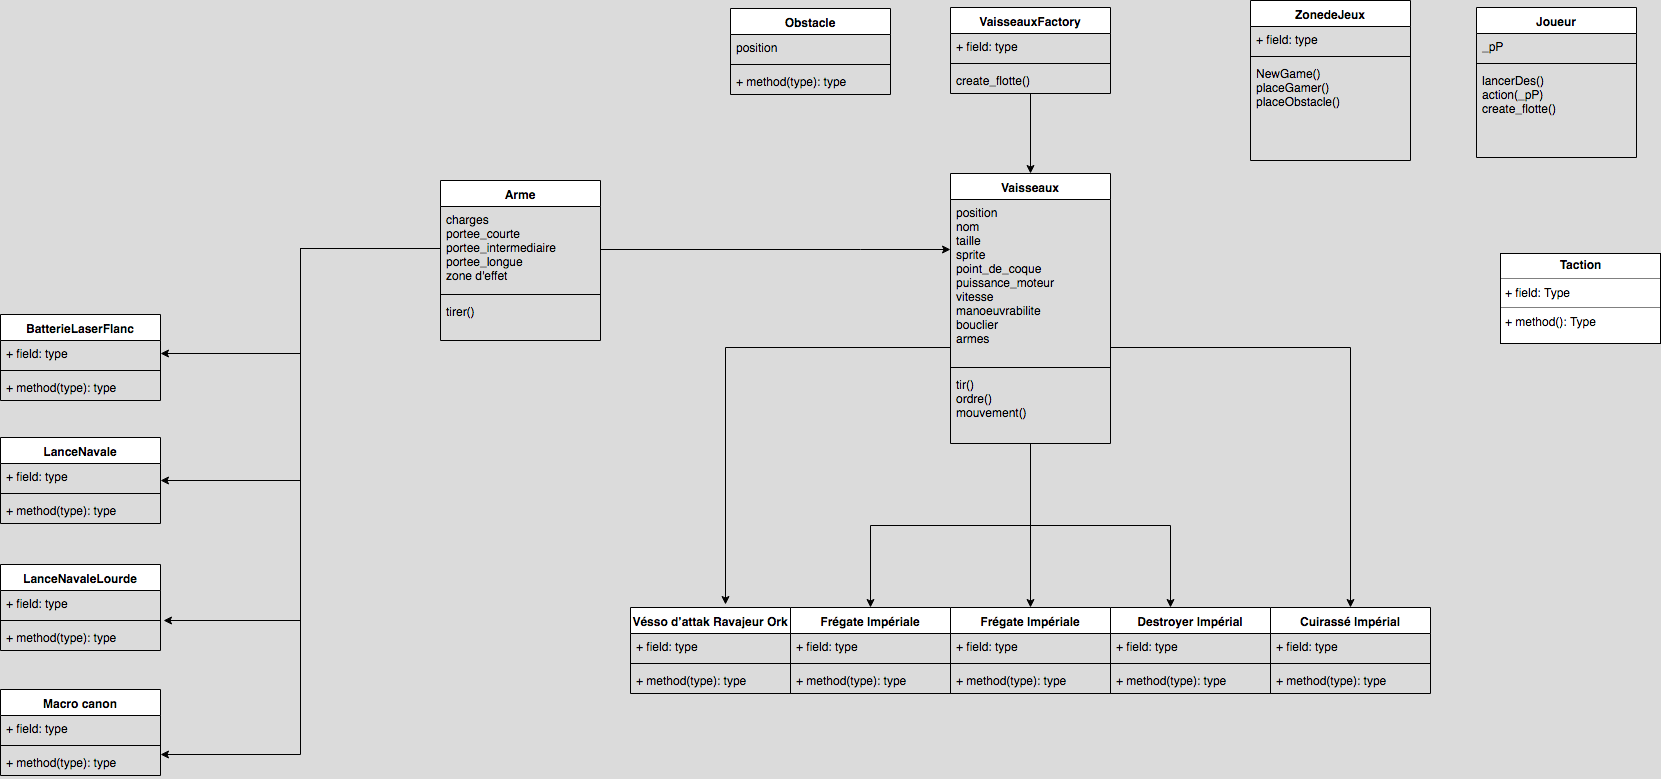 Obstacle
position
+ method(type): type
VaisseauxFactory
+ field: type
create_flotte()
ZonedeJeux
+ field: type
NewGame()
placeGamer()
placeObstacle()
Joueur
_pP
lancerDes()
action(_pP)
create_flotte()
Arme
charges
portee_courte
portee_intermediaire
portee_longue
zone d'effet
tirer()
Vaisseaux
position
nom
taille
sprite
point_de_coque
puissance_moteur
vitesse
manoeuvrabilite
bouclier
armes
tir()
ordre()
mouvement()
Taction
+ field: Type
+ method(): Type
BatterieLaserFlanc
+ field: type
+ method(type): type
LanceNavale
+ field: type
+ method(type): type
LanceNavaleLourde
+ field: type
+ method(type): type
Macro canon
+ field: type
+ method(type): type
Vésso d'attak Ravajeur Ork
+ field: type
+ method(type): type
Frégate Impériale
+ field: type
+ method(type): type
Frégate Impériale
+ field: type
+ method(type): type
Destroyer Impérial
+ field: type
+ method(type): type
Cuirassé Impérial
+ field: type
+ method(type): type